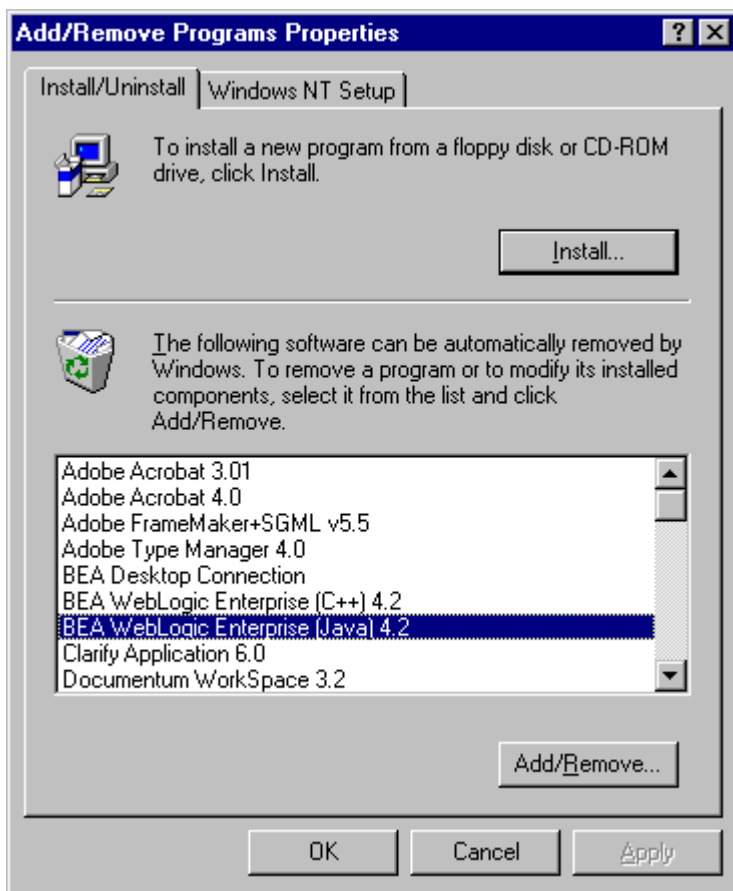 Add/Remove Programs Properties
Install/Uninstall
Windows NT Setup
To install a new program from a floppy disk or CD-ROM
drive, click Install.
Install...
The following software can be automatically removed by
Windows. To remove a program or to modify its installed
components, select it from the list and click
Add/Remove.
Adobe Acrobat 3.01
Adobe Acrobat 4.0
Adobe FrameMaker+SGML v5.5
Adobe Type Manager 4.0
BEA Desktop Connection
BEA WebLogic Enterprise (C++) 4.2
BEA WebLogic Enterprise (Java) 4.2
Clarify Application 6.0
Documentum WorkSpace 3.2
Add/Remove...
OK
Cancel
Apply